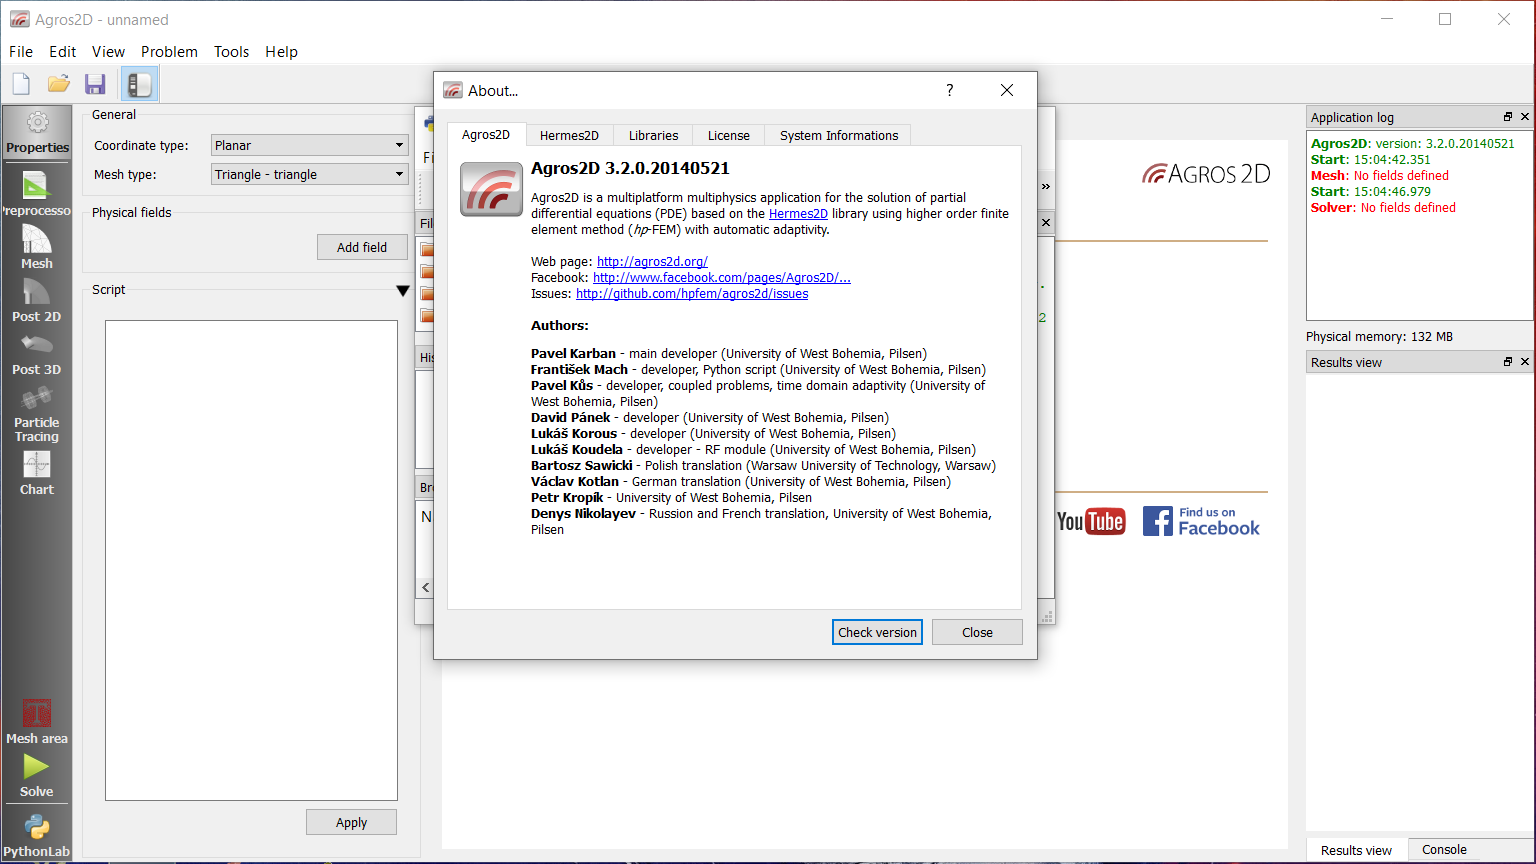 Agros2D - unnamed
File Edit View Problem Tools Help
Properties
Preprocesso
Mesh
Post 2D
Post 3D
Particle
Tracing
Chart
Mesh area
Solve
PythonLab
General
Coordinate type: Planar
Mesh type: Triangle - triangle
Physical fields
Add field
Script
Apply
Fi
»
Fil
His
Bro
N
<
.
2
About...
?
Agros2D Hermes2D Libraries License System Informations
Agros2D 3.2.0.20140521
Agros2D is a multiplatform multiphysics application for the solution of partial
differential equations (PDE) based on the Hermes2D library using higher order finite
element method (hp-FEM) with automatic adaptivity.
Web page: http://agros2d.org/
Facebook: http://www.facebook.com/pages/Agros2D/...
Issues: http://github.com/hpfem/agros2d/issues
Authors:
Pavel Karban - main developer (University of West Bohemia, Pilsen)
František Mach - developer, Python script (University of West Bohemia, Pilsen)
Pavel Kůs - developer, coupled problems, time domain adaptivity (University of
West Bohemia, Pilsen)
David Pánek - developer (University of West Bohemia, Pilsen)
Lukáš Korous - developer (University of West Bohemia, Pilsen)
Lukáš Koudela - developer - RF module (University of West Bohemia, Pilsen)
Bartosz Sawicki - Polish translation (Warsaw University of Technology, Warsaw)
Václav Kotlan - German translation (University of West Bohemia, Pilsen)
Petr Kropík - University of West Bohemia, Pilsen
Denys Nikolayev - Russion and French translation, University of West Bohemia,
Pilsen
Check version Close
AGROS 2D
YouTube
Find us on
Facebook
Application log
Agros2D: version: 3.2.0.20140521
Start: 15:04:42.351
Mesh: No fields defined
Start: 15:04:46.979
Solver: No fields defined
Physical memory: 132 MB
Results view
Results view Console